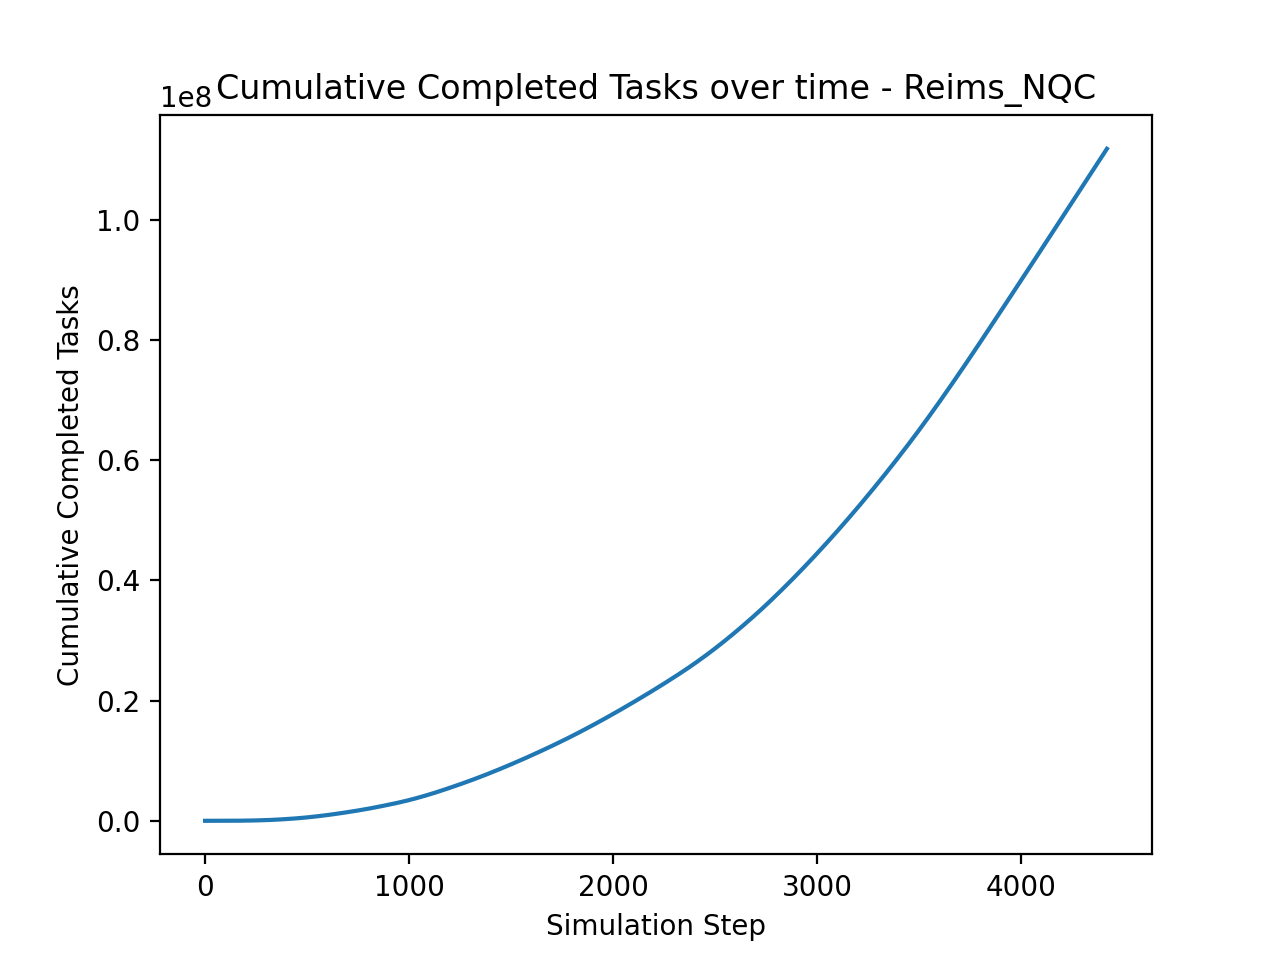 Cumulative Completed Tasks over time - Reims_NQC
1e8
1.0
0.8
0.6
0.4
0.2
0.0
Cumulative Completed Tasks
0 1000 2000 3000 4000
Simulation Step